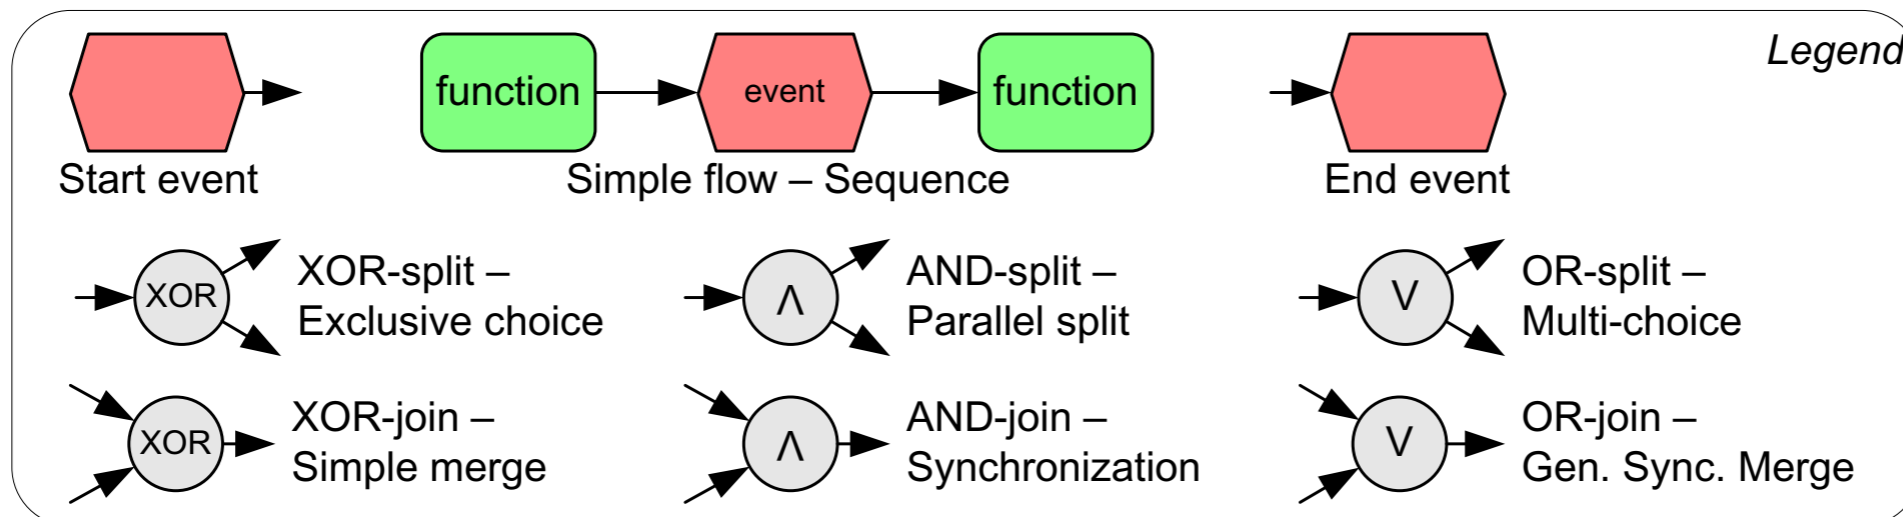 Legend
function
event
function
Start event
Simple flow – Sequence
End event
XOR
XOR-split –
Exclusive choice
Λ
AND-split –
Parallel split
V
OR-split –
Multi-choice
XOR
XOR-join –
Simple merge
Λ
AND-join –
Synchronization
V
OR-join –
Gen. Sync. Merge